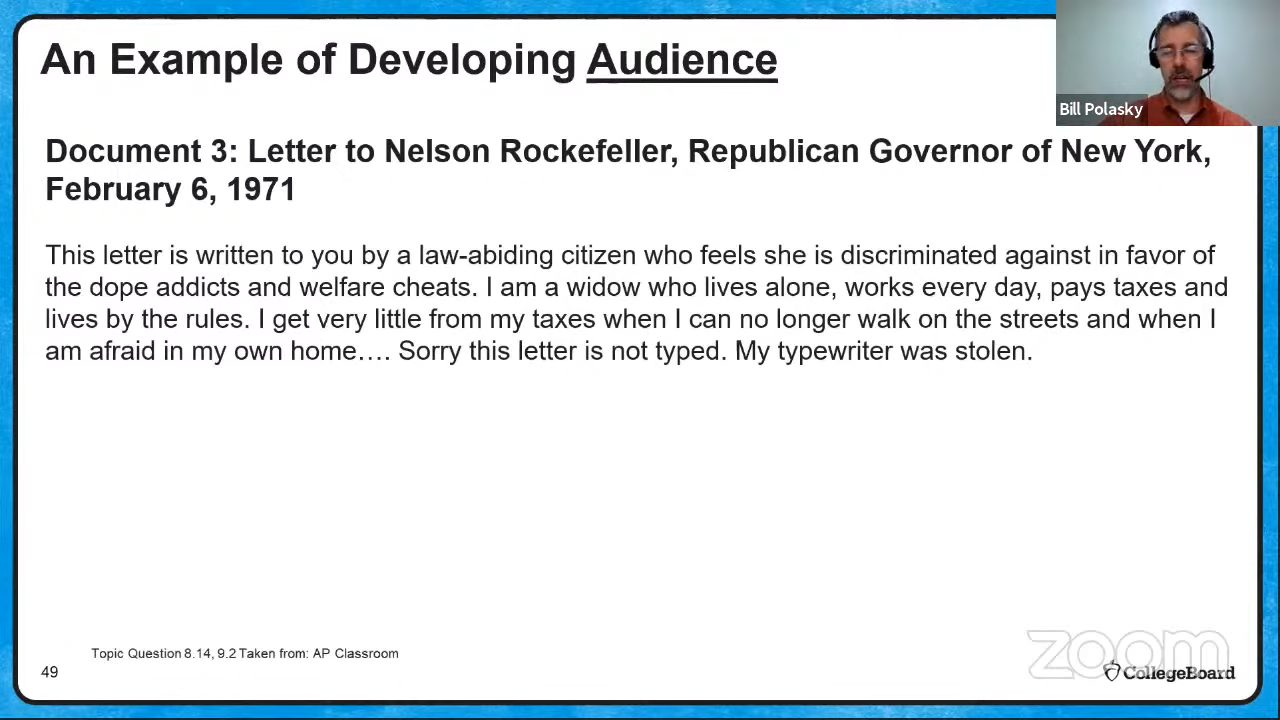 An Example of Developing Audience
Bill Polasky
Document 3: Letter to Nelson Rockefeller, Republican Governor of New York,
February 6, 1971
This letter is written to you by a law-abiding citizen who feels she is discriminated against in favor of
the dope addicts and welfare cheats. I am a widow who lives alone, works every day, pays taxes and
lives by the rules. I get very little from my taxes when I can no longer walk on the streets and when I
am afraid in my own home…. Sorry this letter is not typed. My typewriter was stolen.
Topic Question 8.14, 9.2 Taken from: AP Classroom
49
zoom
CollegeBoard